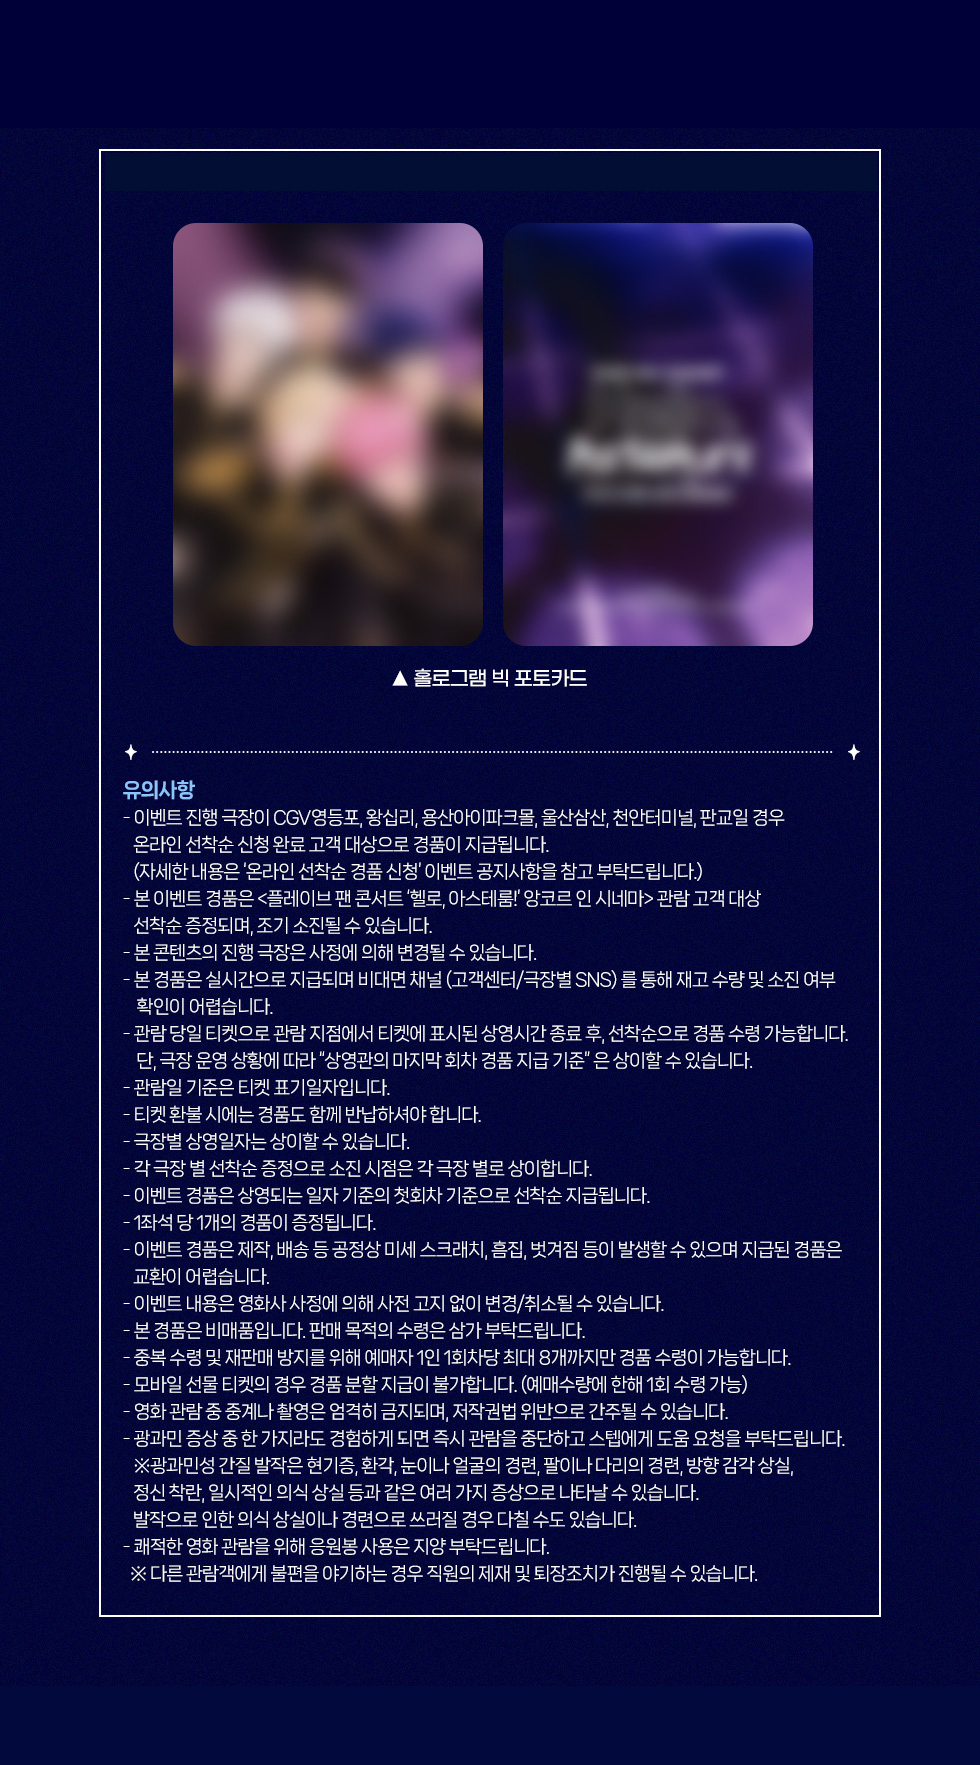 ▲ 홀로그램 빅 포토카드
유의사항
- 이벤트 진행 극장이 CGV영등포, 왕십리, 용산아이파크몰, 울산삼산, 천안터미널, 판교일 경우
온라인 선착순 신청 완료 고객 대상으로 경품이 지급됩니다.
(자세한 내용은 '온라인 선착순 경품 신청' 이벤트 공지사항을 참고 부탁드립니다.)
- 본 이벤트 경품은 <플레이브 팬 콘서트 '헬로, 아스테룸!' 앙코르 인 시네마> 관람 고객 대상
선착순 증정되며, 조기 소진될 수 있습니다.
- 본 콘텐츠의 진행 극장은 사정에 의해 변경될 수 있습니다.
- 본 경품은 실시간으로 지급되며 비대면 채널 (고객센터/극장별 SNS) 를 통해 재고 수량 및 소진 여부
확인이 어렵습니다.
- 관람 당일 티켓으로 관람 지점에서 티켓에 표시된 상영시간 종료 후, 선착순으로 경품 수령 가능합니다.
단, 극장 운영 상황에 따라 "상영관의 마지막 회차 경품 지급 기준" 은 상이할 수 있습니다.
- 관람일 기준은 티켓 표기일자입니다.
- 티켓 환불 시에는 경품도 함께 반납하셔야 합니다.
- 극장별 상영일자는 상이할 수 있습니다.
- 각 극장 별 선착순 증정으로 소진 시점은 각 극장 별로 상이합니다.
- 이벤트 경품은 상영되는 일자 기준의 첫회차 기준으로 선착순 지급됩니다.
- 1좌석 당 1개의 경품이 증정됩니다.
- 이벤트 경품은 제작, 배송 등 공정상 미세 스크래치, 흠집, 벗겨짐 등이 발생할 수 있으며 지급된 경품은
교환이 어렵습니다.
- 이벤트 내용은 영화사 사정에 의해 사전 고지 없이 변경/취소될 수 있습니다.
- 본 경품은 비매품입니다. 판매 목적의 수령은 삼가 부탁드립니다.
- 중복 수령 및 재판매 방지를 위해 예매자 1인 1회차당 최대 8개까지만 경품 수령이 가능합니다.
- 모바일 선물 티켓의 경우 경품 분할 지급이 불가합니다. (예매수량에 한해 1회 수령 가능)
- 영화 관람 중 중계나 촬영은 엄격히 금지되며, 저작권법 위반으로 간주될 수 있습니다.
- 광과민 증상 중 한 가지라도 경험하게 되면 즉시 관람을 중단하고 스텝에게 도움 요청을 부탁드립니다.
※광과민성 간질 발작은 현기증, 환각, 눈이나 얼굴의 경련, 팔이나 다리의 경련, 방향 감각 상실,
정신 착란, 일시적인 의식 상실 등과 같은 여러 가지 증상으로 나타날 수 있습니다.
발작으로 인한 의식 상실이나 경련으로 쓰러질 경우 다칠 수도 있습니다.
- 쾌적한 영화 관람을 위해 응원봉 사용은 지양 부탁드립니다.
※ 다른 관람객에게 불편을 야기하는 경우 직원의 제재 및 퇴장조치가 진행될 수 있습니다.